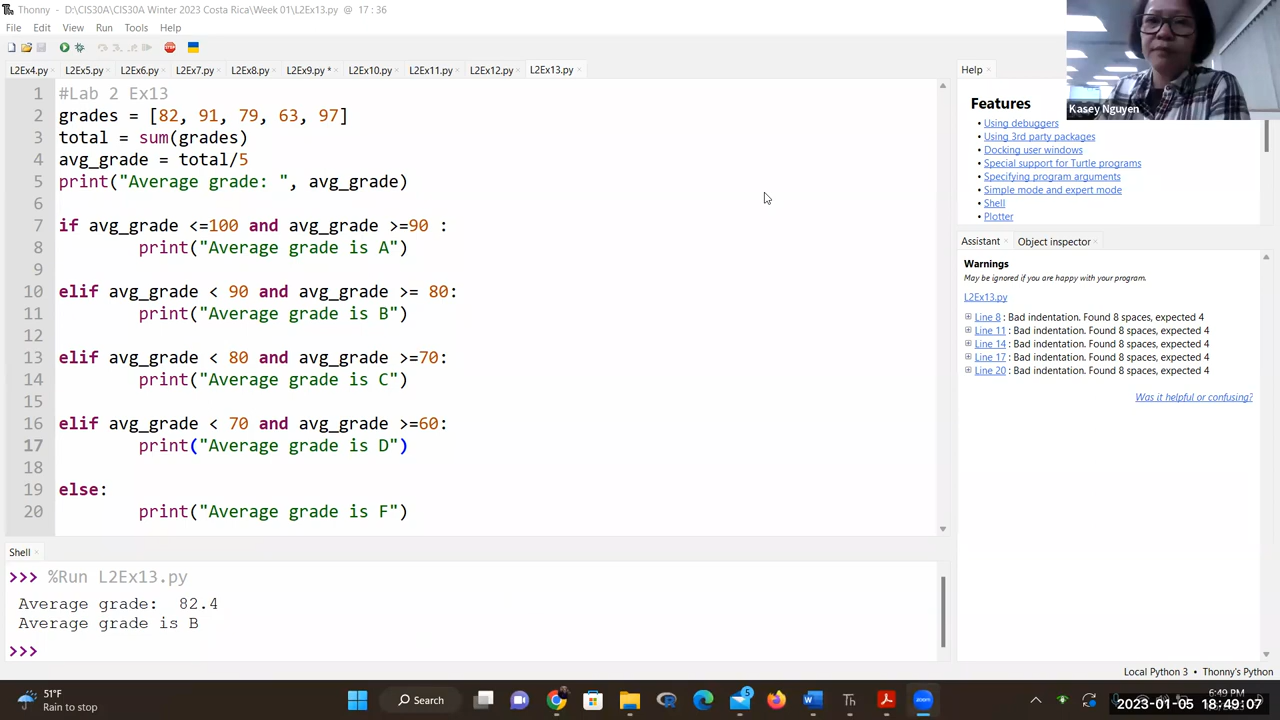 Thonny - D:\CIS30A\CIS30A Winter 2023 Costa Rica\Week 01\L2Ex13.py @ 17 : 36
File Edit View Run Tools Help
L2Ex4.py L2Ex5.py L2Ex6.py L2Ex7.py L2Ex8.py L2Ex9.py * L2Ex10.py L2Ex11.py L2Ex12.py L2Ex13.py
1 #Lab 2 Ex13
2 grades = [82, 91, 79, 63, 97]
3 total = sum(grades)
4 avg_grade = total/5
5 print("Average grade: ", avg_grade)
6
7 if avg_grade <=100 and avg_grade >=90 :
8 print("Average grade is A")
9
10 elif avg_grade < 90 and avg_grade >= 80:
11 print("Average grade is B")
12
13 elif avg_grade < 80 and avg_grade >=70:
14 print("Average grade is C")
15
16 elif avg_grade < 70 and avg_grade >=60:
17 print("Average grade is D")
18
19 else:
20 print("Average grade is F")
Shell
>>> %Run L2Ex13.py
Average grade:  82.4
Average grade is B
>>>
Kasey Nguyen
Help
Features
Using debuggers
Using 3rd party packages
Docking user windows
Special support for Turtle programs
Specifying program arguments
Simple mode and expert mode
Shell
Plotter
Assistant Object inspector
Warnings
May be ignored if you are happy with your program.
L2Ex13.py
Line 8 : Bad indentation. Found 8 spaces, expected 4
Line 11 : Bad indentation. Found 8 spaces, expected 4
Line 14 : Bad indentation. Found 8 spaces, expected 4
Line 17 : Bad indentation. Found 8 spaces, expected 4
Line 20 : Bad indentation. Found 8 spaces, expected 4
Was it helpful or confusing?
Local Python 3 • Thonny's Python
51°F
Rain to stop
Search
5
zoom
6:49 PM
2023-01-05 18:49:07